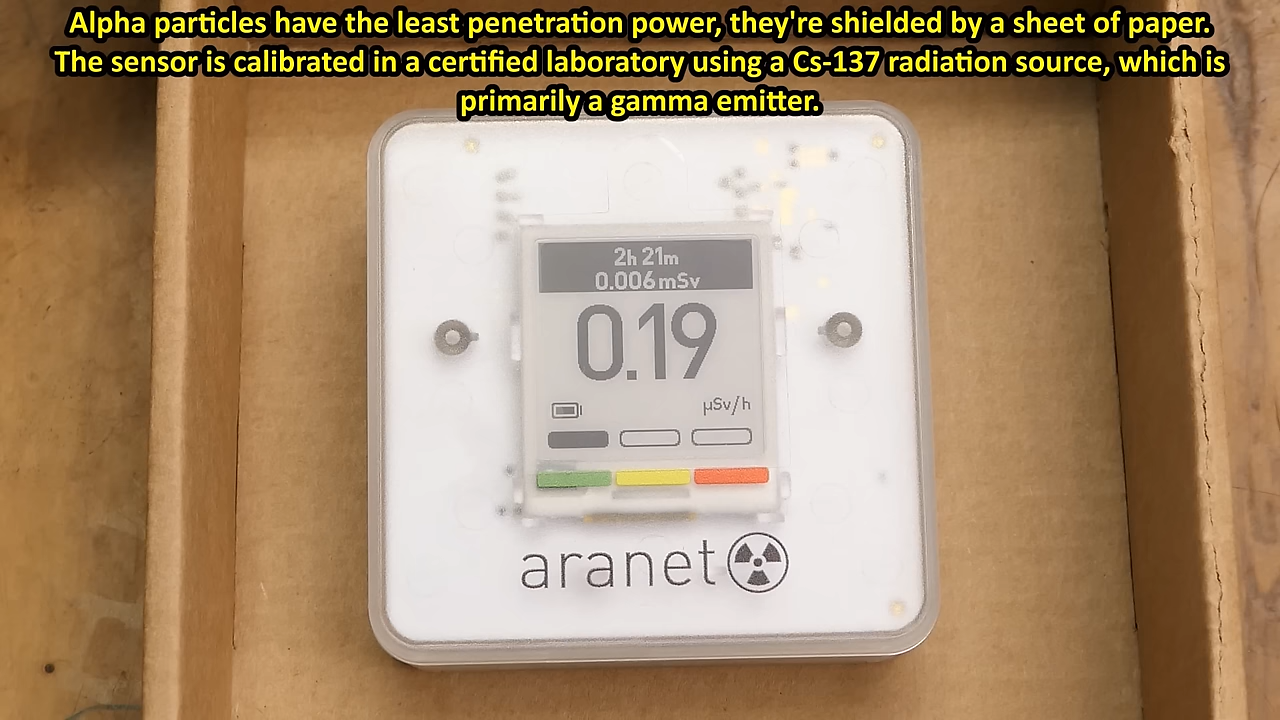 Alpha particles have the least penetration power, they're shielded by a sheet of paper.
The sensor is calibrated in a certified laboratory using a Cs-137 radiation source, which is
primarily a gamma emitter.
2h 21m
0.006 mSv
0.19
µSv/h
aranet